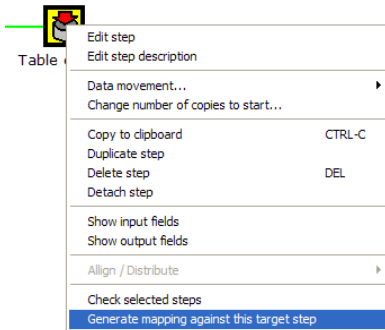 Edit step
Edit step description
Table
Data movement...
Change number of copies to start...
Copy to clipboard CTRL-C
Duplicate step
Delete step DEL
Detach step
Show input fields
Show output fields
Allign / Distribute
Check selected steps
Generate mapping against this target step